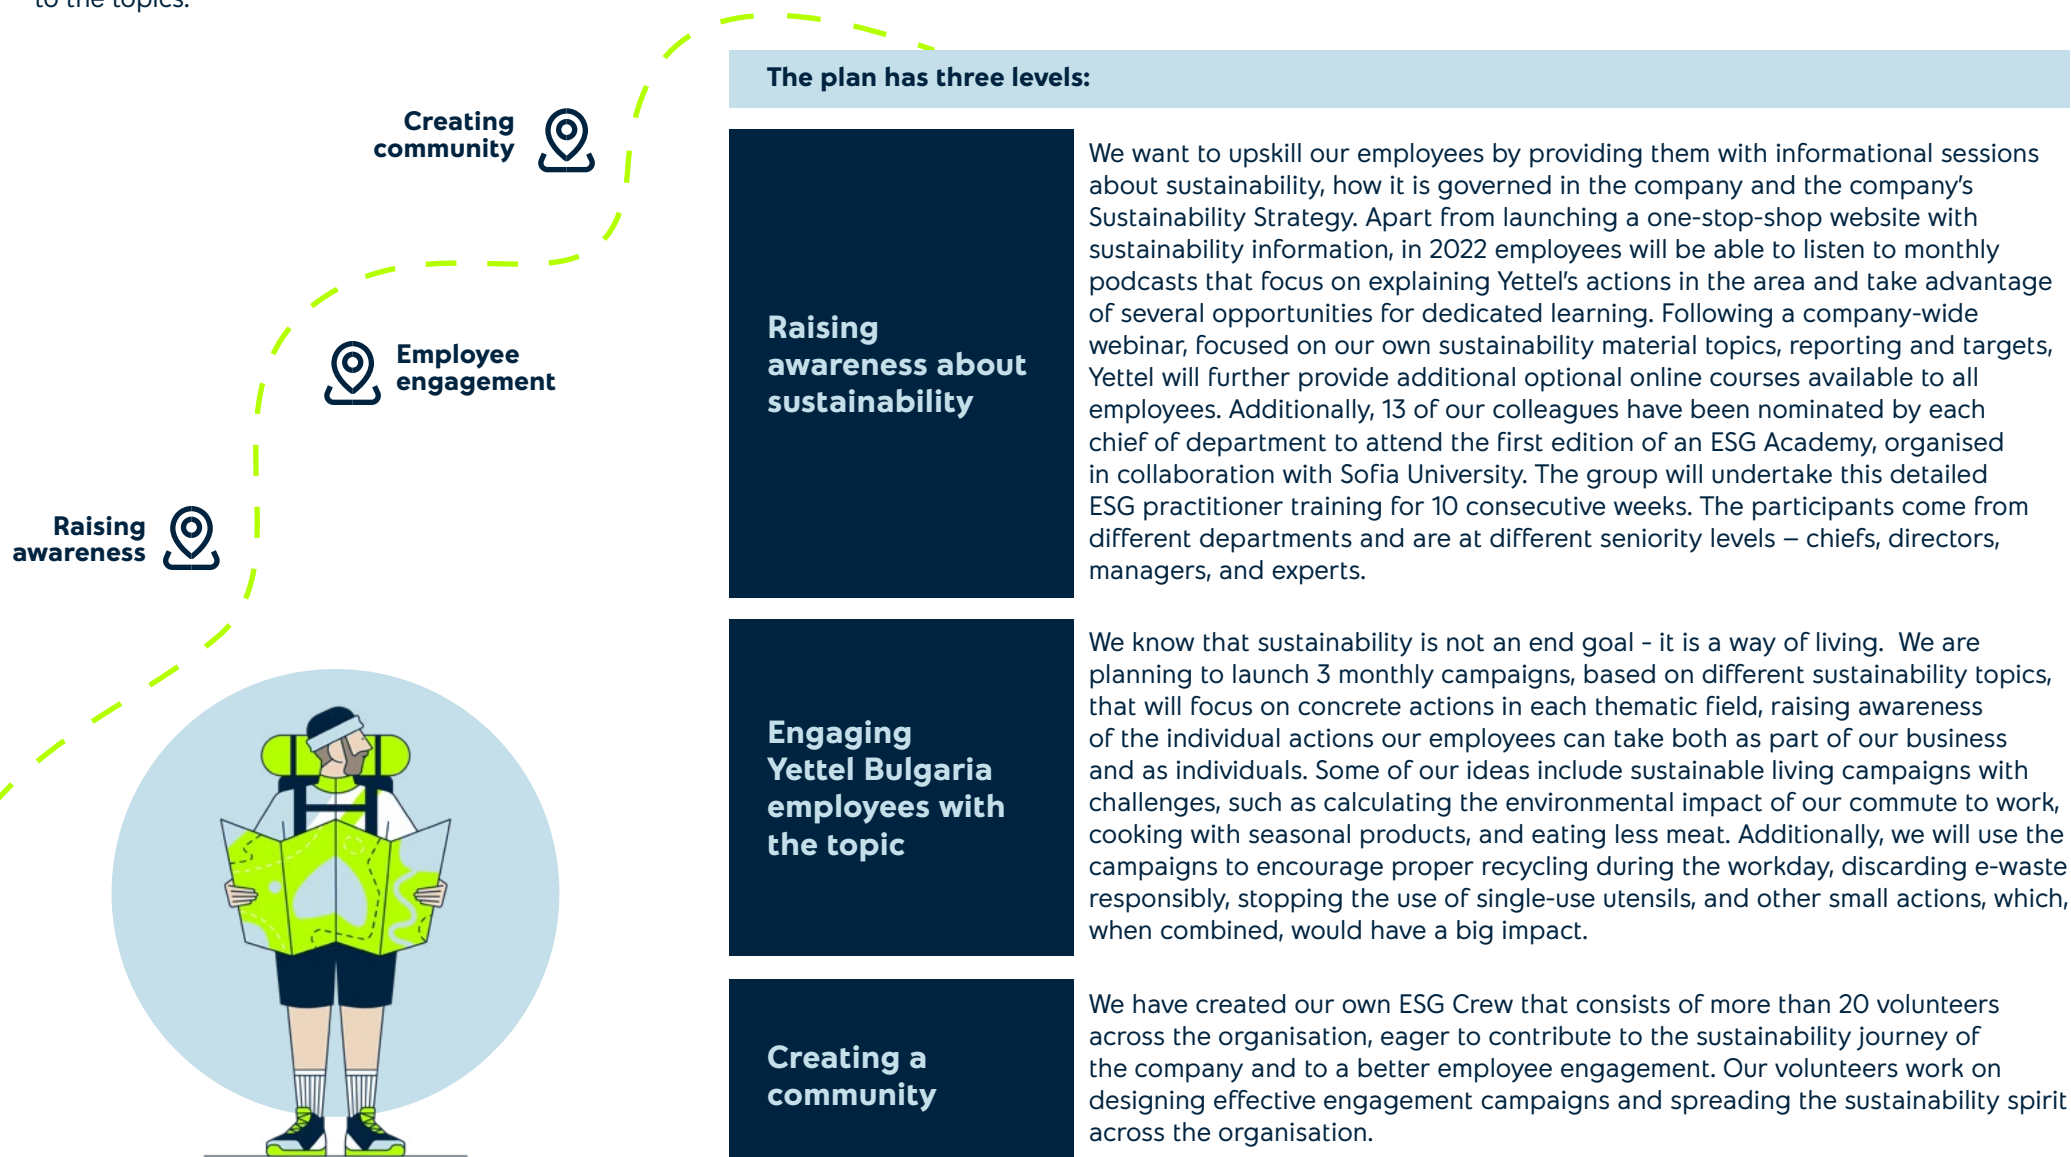 to the topics.
Creating
community
Employee
engagement
Raising
awareness
The plan has three levels:
Raising
awareness about
sustainability
We want to upskill our employees by providing them with informational sessions
about sustainability, how it is governed in the company and the company's
Sustainability Strategy. Apart from launching a one-stop-shop website with
sustainability information, in 2022 employees will be able to listen to monthly
podcasts that focus on explaining Yettel's actions in the area and take advantage
of several opportunities for dedicated learning. Following a company-wide
webinar, focused on our own sustainability material topics, reporting and targets,
Yettel will further provide additional optional online courses available to all
employees. Additionally, 13 of our colleagues have been nominated by each
chief of department to attend the first edition of an ESG Academy, organised
in collaboration with Sofia University. The group will undertake this detailed
ESG practitioner training for 10 consecutive weeks. The participants come from
different departments and are at different seniority levels – chiefs, directors,
managers, and experts.
Engaging
Yettel Bulgaria
employees with
the topic
We know that sustainability is not an end goal - it is a way of living.  We are
planning to launch 3 monthly campaigns, based on different sustainability topics,
that will focus on concrete actions in each thematic field, raising awareness
of the individual actions our employees can take both as part of our business
and as individuals. Some of our ideas include sustainable living campaigns with
challenges, such as calculating the environmental impact of our commute to work,
cooking with seasonal products, and eating less meat. Additionally, we will use the
campaigns to encourage proper recycling during the workday, discarding e-waste
responsibly, stopping the use of single-use utensils, and other small actions, which,
when combined, would have a big impact.
Creating a
community
We have created our own ESG Crew that consists of more than 20 volunteers
across the organisation, eager to contribute to the sustainability journey of
the company and to a better employee engagement. Our volunteers work on
designing effective engagement campaigns and spreading the sustainability spirit
across the organisation.